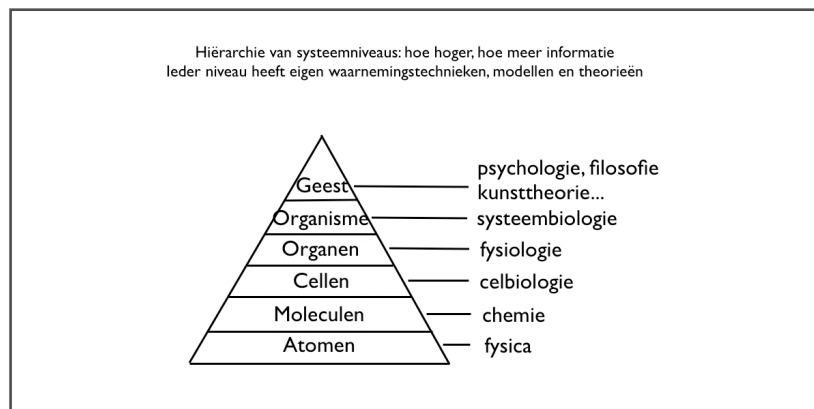 Hiërarchie van systeemniveaus: hoe hoger, hoe meer informatie
Ieder niveau heeft eigen waarnemingstechnieken, modellen en theorieën
psychologie, filosofie
Geest
kunsttheorie...
Organisme
systeembiologie
Organen
fysiologie
Cellen
celbiologie
Moleculen
chemie
Atomen
fysica